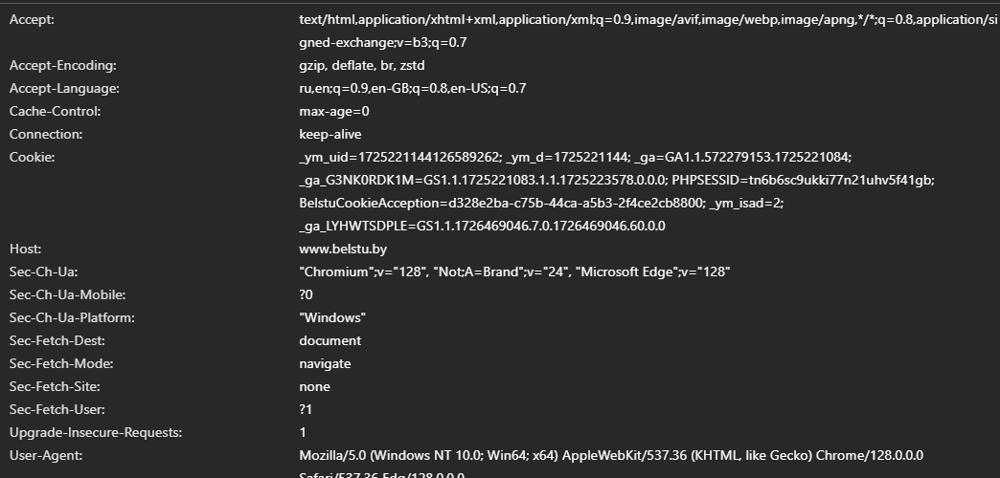 Accept: text/html,application/xhtml+xml,application/xml;q=0.9,image/avif,image/webp,image/apng,*/*;q=0.8,application/si
gned-exchange;v=b3;q=0.7
Accept-Encoding: gzip, deflate, br, zstd
Accept-Language: ru,en;q=0.9,en-GB;q=0.8,en-US;q=0.7
Cache-Control: max-age=0
Connection: keep-alive
Cookie: _ym_uid=1725221144126589262; _ym_d=1725221144; _ga=GA1.1.572279153.1725221084;
_ga_G3NK0RDK1M=GS1.1.1725221083.1.1.1725223578.0.0.0; PHPSESSID=tn6b6sc9ukki77n21uhv5f41gb;
BelstuCookieAcception=d328e2ba-c75b-44ca-a5b3-2f4ce2cb8800; _ym_isad=2;
_ga_LYHWTSDPLE=GS1.1.1726469046.7.0.1726469046.60.0.0
Host: www.belstu.by
Sec-Ch-Ua: "Chromium";v="128", "Not;A=Brand";v="24", "Microsoft Edge";v="128"
Sec-Ch-Ua-Mobile: ?0
Sec-Ch-Ua-Platform: "Windows"
Sec-Fetch-Dest: document
Sec-Fetch-Mode: navigate
Sec-Fetch-Site: none
Sec-Fetch-User: ?1
Upgrade-Insecure-Requests: 1
User-Agent: Mozilla/5.0 (Windows NT 10.0; Win64; x64) AppleWebKit/537.36 (KHTML, like Gecko) Chrome/128.0.0.0
Safari/537.36 Edg/128.0.0.0